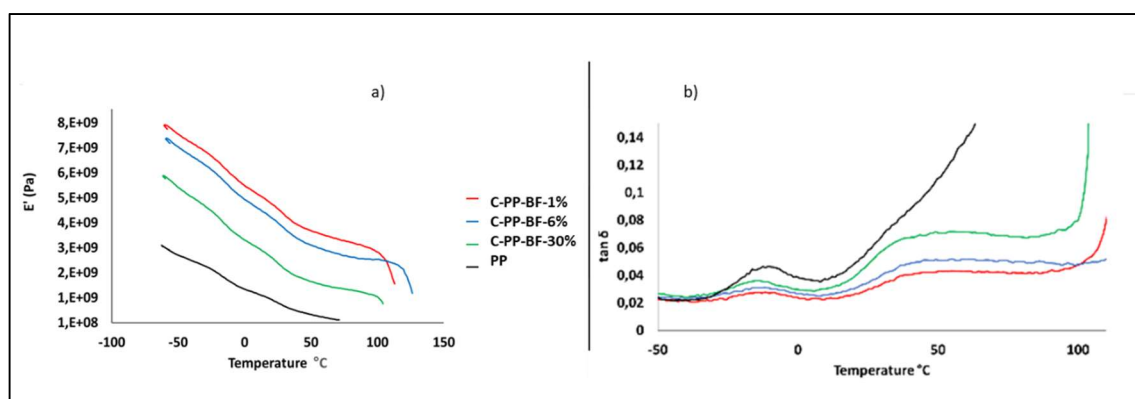 a)
8,E+09
7,E+09
6,E+09
5,E+09
4,E+09
3,E+09
2,E+09
1,E+09
1,E+08
E' (Pa)
-100
-50
0
50
100
150
Temperature °C
C-PP-BF-1%
C-PP-BF-6%
C-PP-BF-30%
PP
b)
0,14
0,12
0,1
0,08
0,06
0,04
0,02
0
tan δ
-50
0
50
100
Temperature °C